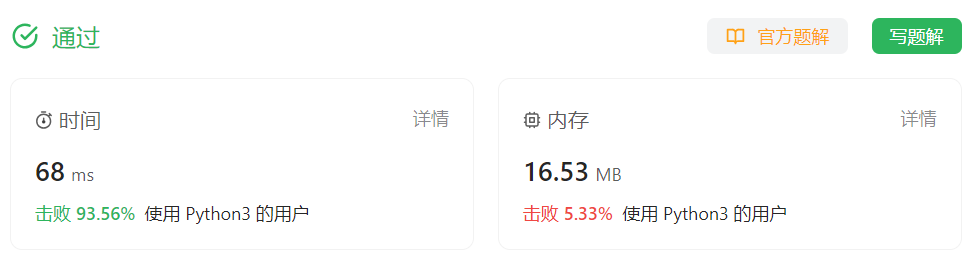 通过 官方题解 写题解
时间 详情 内存 详情
68 ms 16.53 MB
击败 93.56% 使用 Python3 的用户 击败 5.33% 使用 Python3 的用户